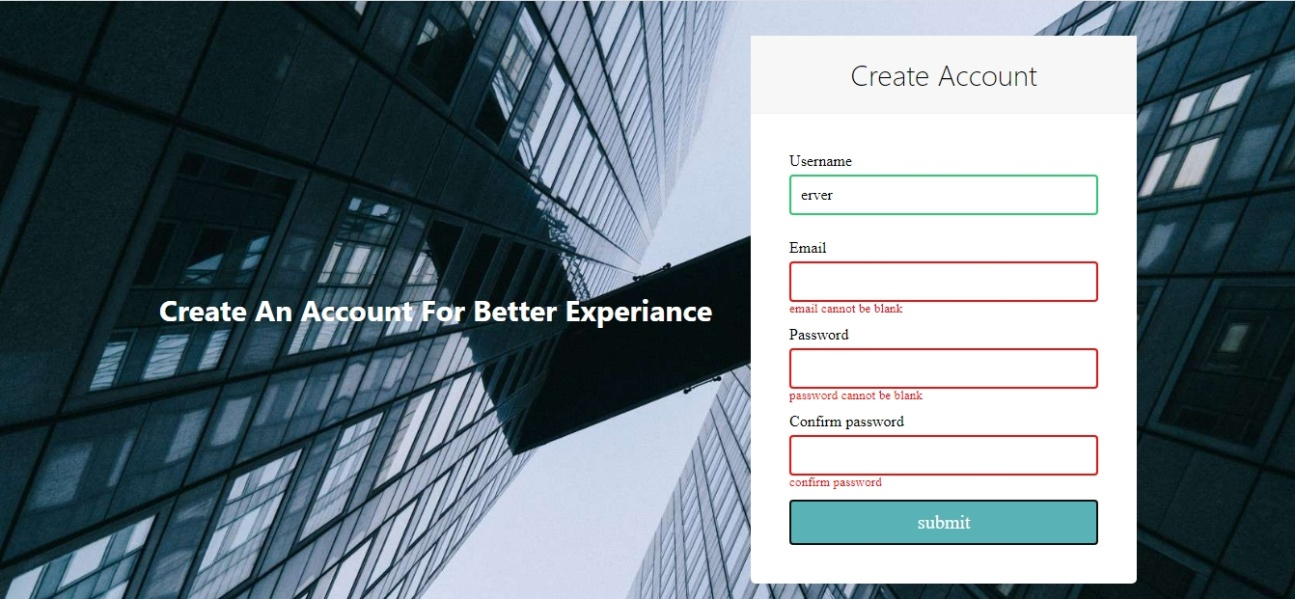 Create Account
Username
erver
Email
email cannot be blank
Create An Account For Better Experiance
Password
password cannot be blank
Confirm password
confirm password
submit